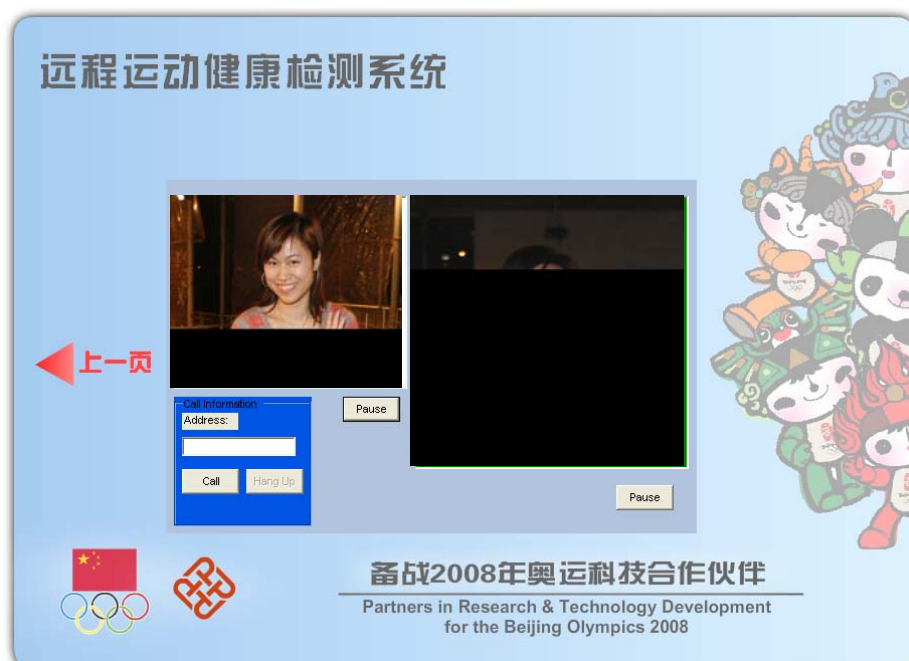 远程运动健康检测系统
上一页
Call Information
Address:
Pause
Call
Hang Up
Pause
备战2008年奥运科技合作伙伴
Partners in Research & Technology Development
for the Beijing Olympics 2008